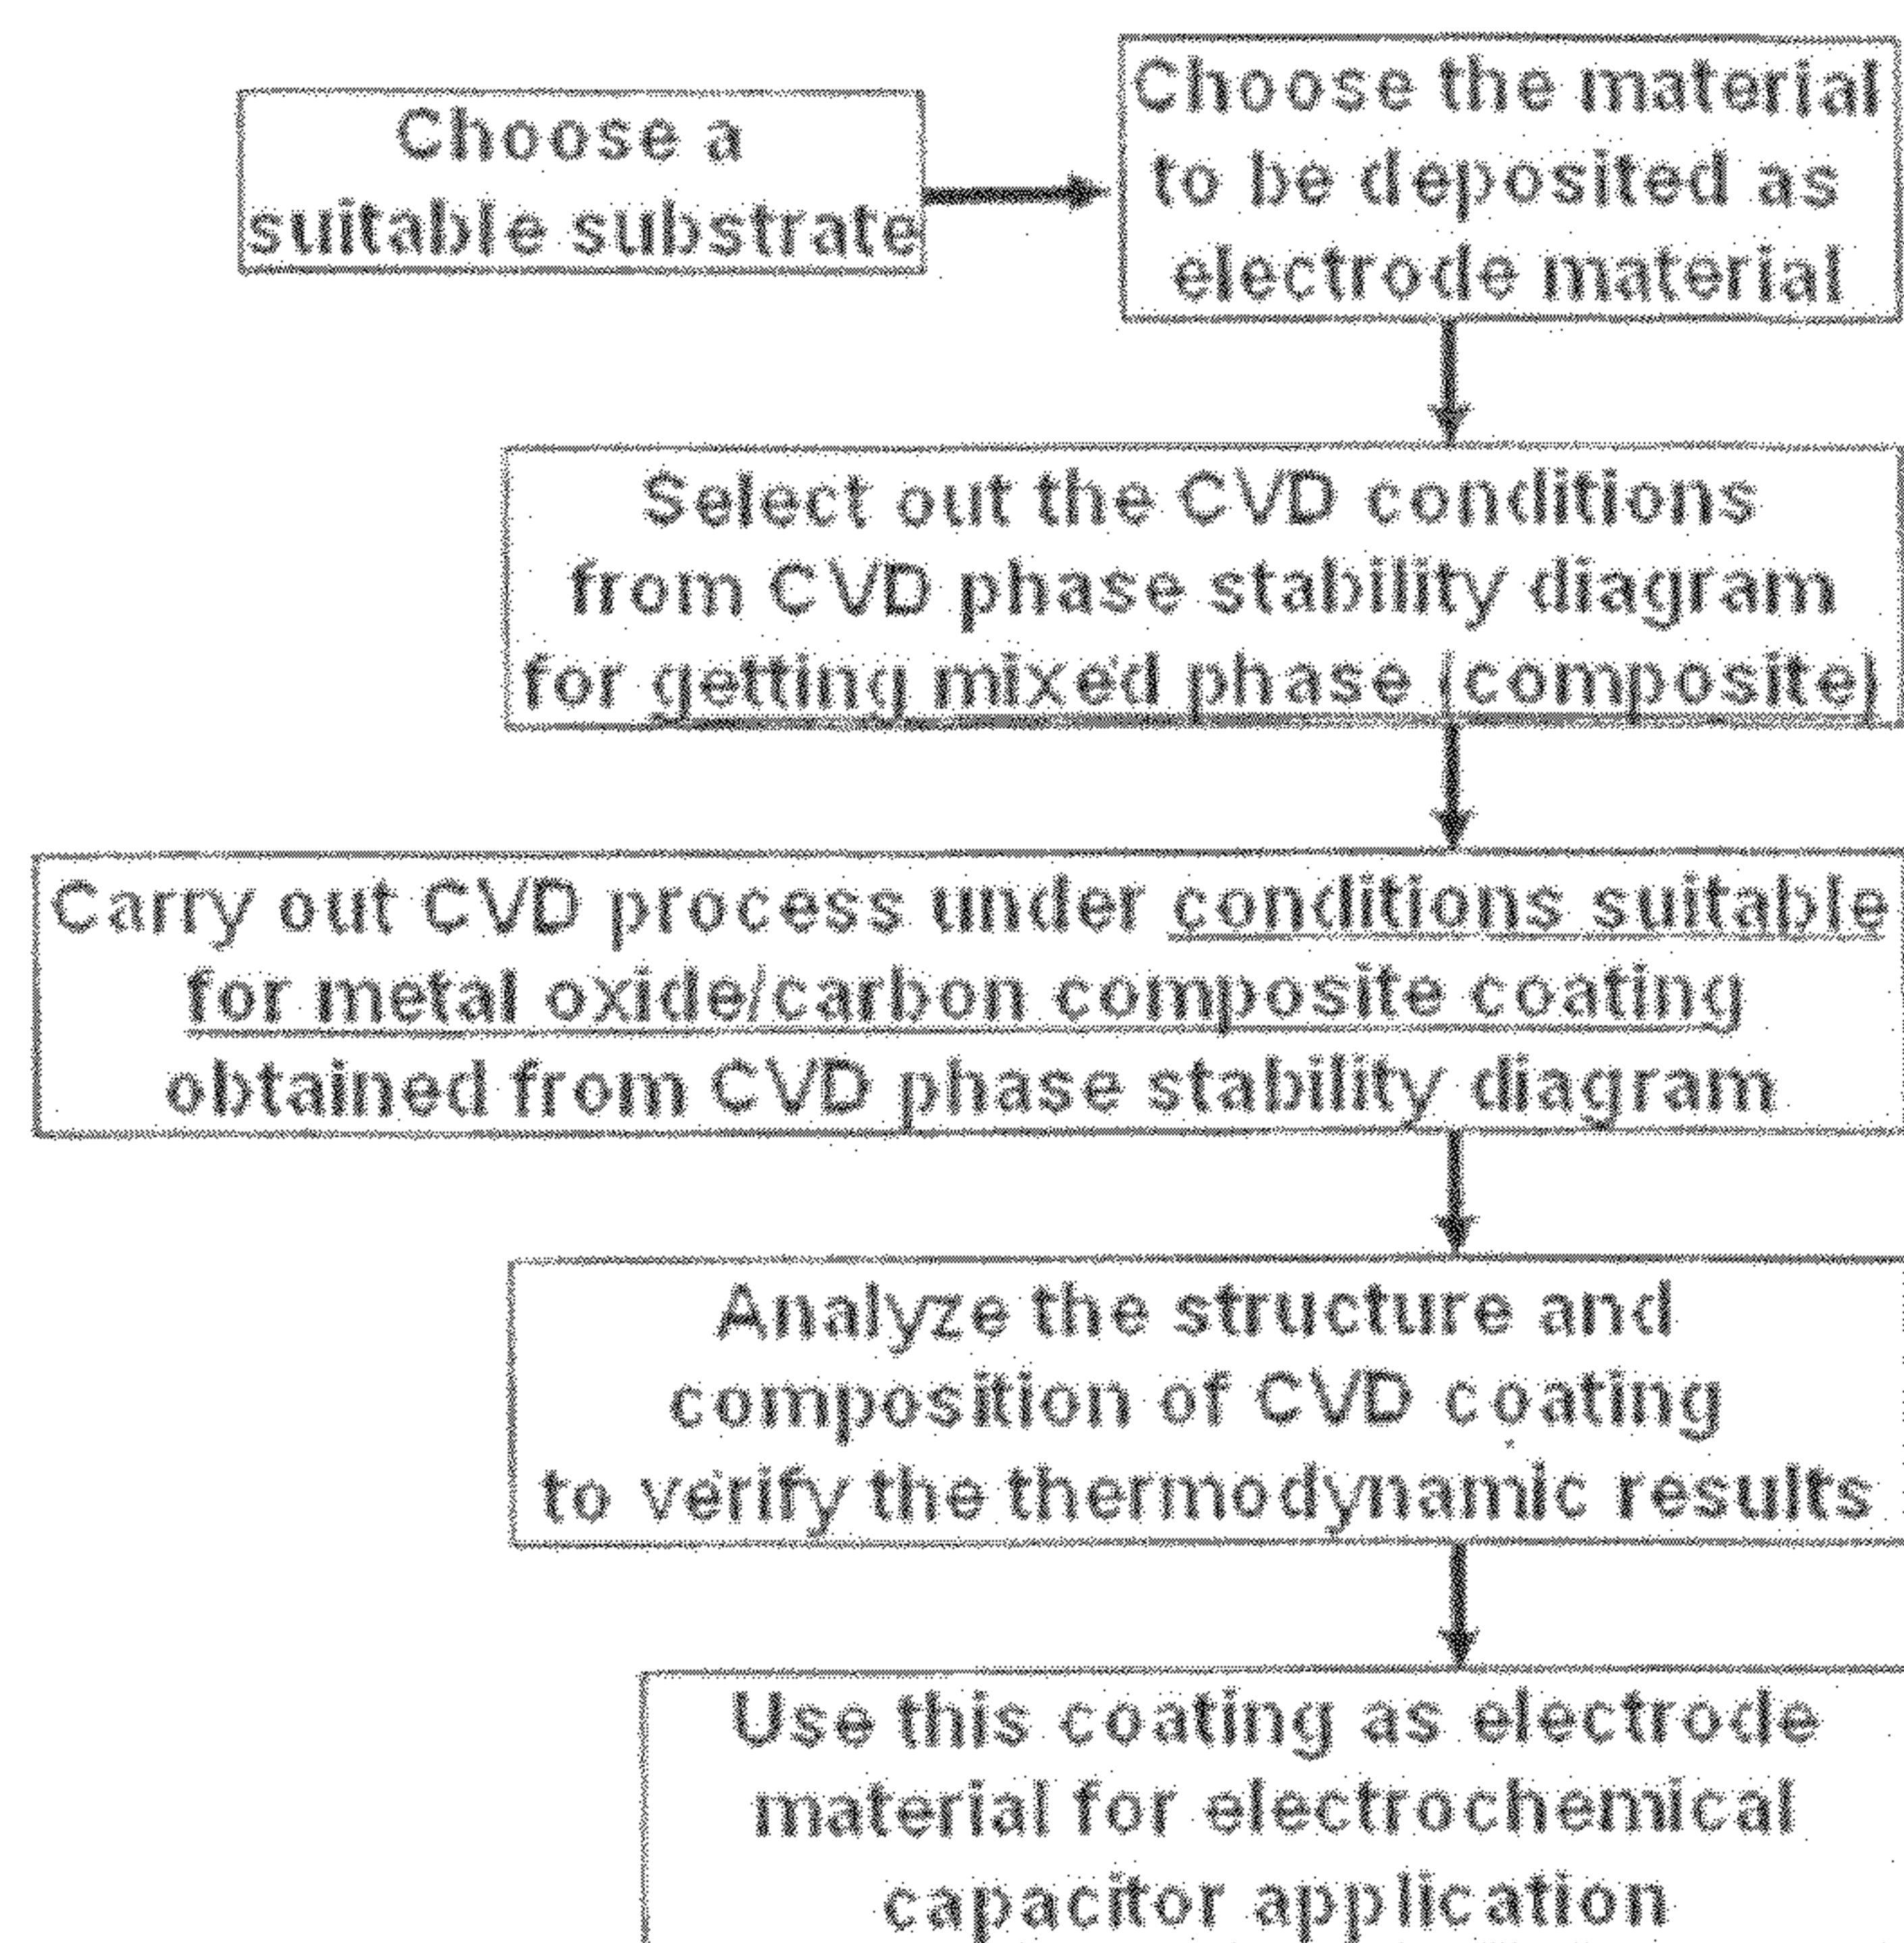 Choose a
suitable substrate
Choose the material
to be deposited as
electrode material
Select out the CVD conditions
from CVD phase stability diagram
for getting mixed phase (composite)
Carry out CVD process under conditions suitable
for metal oxide/carbon composite coating
obtained from CVD phase stability diagram
Analyze the structure and
composition of CVD coating
to verify the thermodynamic results
Use this coating as electrode
material for electrochemical
capacitor application